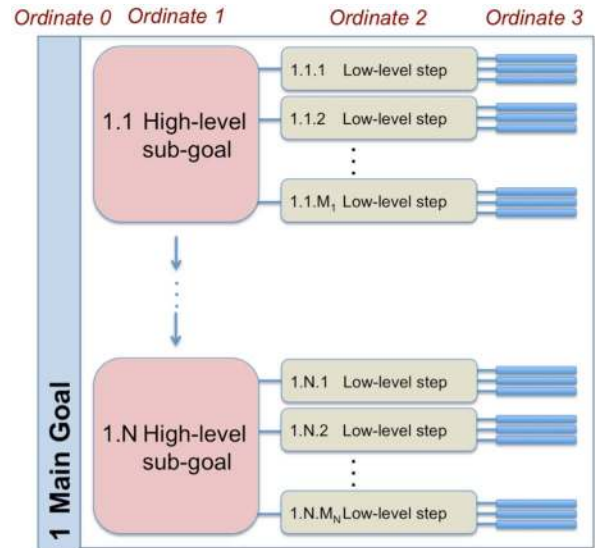 Ordinate 0 Ordinate 1 Ordinate 2 Ordinate 3
1 Main Goal
1.1 High-level
sub-goal
1.1.1 Low-level step
1.1.2 Low-level step
1.1.M₁ Low-level step
1.N High-level
sub-goal
1.N.1 Low-level step
1.N.2 Low-level step
1.N.M_N Low-level step